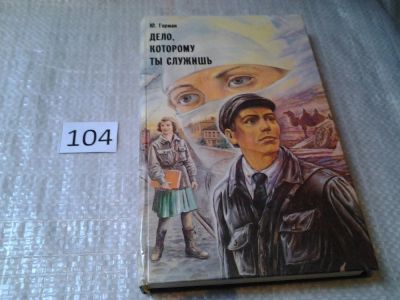 Ю. Герман
ДЕЛО,
КОТОРОМУ
ТЫ СЛУЖИШЬ
104